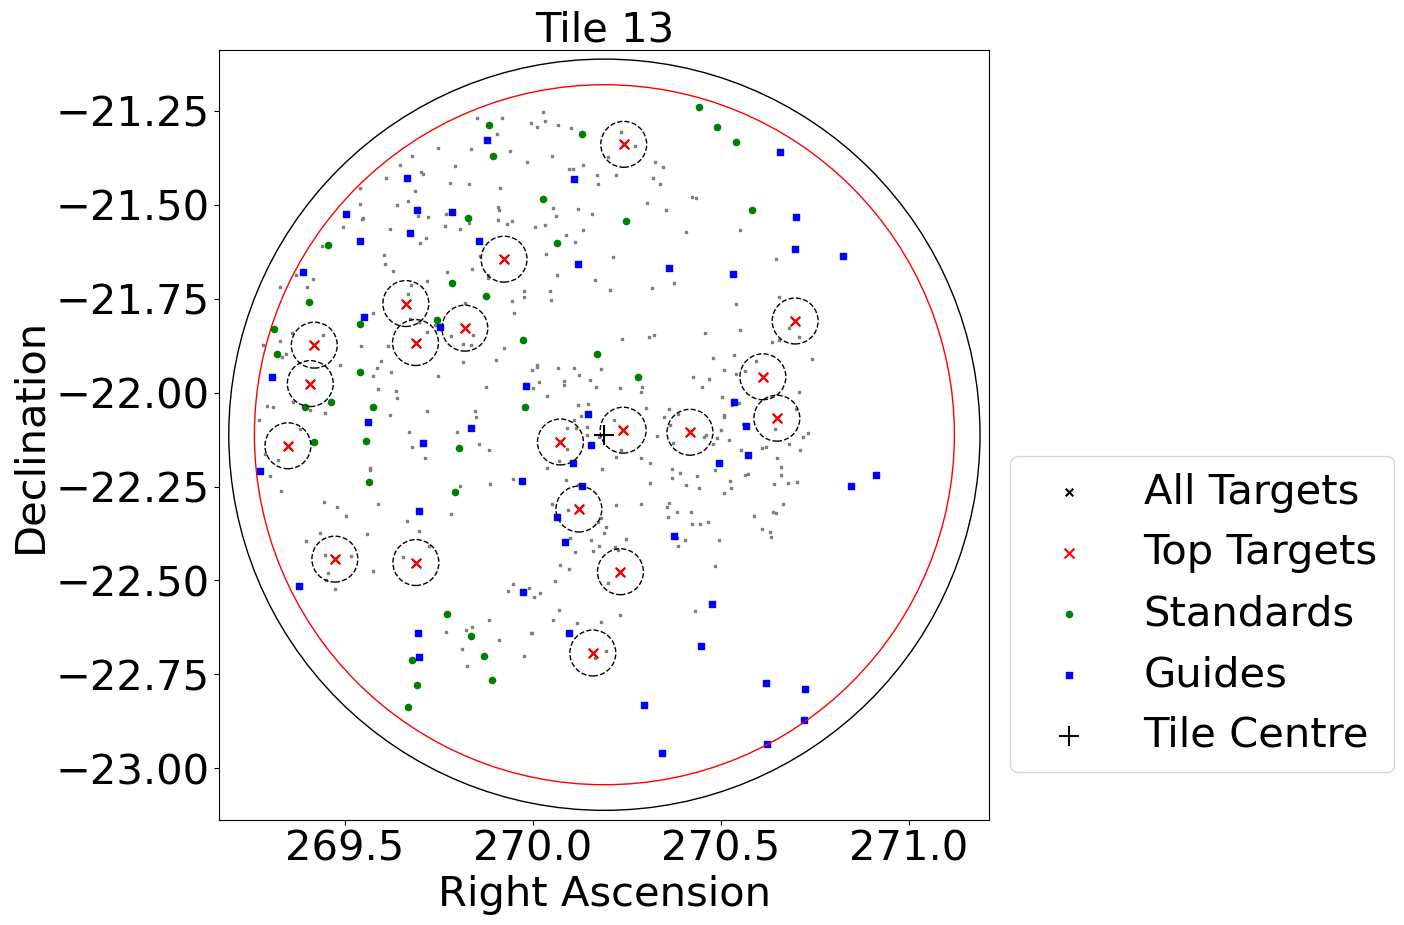 Tile 13
−21.25
−21.50
−21.75
−22.00
−22.25
−22.50
−22.75
−23.00
Declination
269.5 270.0 270.5 271.0
Right Ascension
All Targets
Top Targets
Standards
Guides
Tile Centre